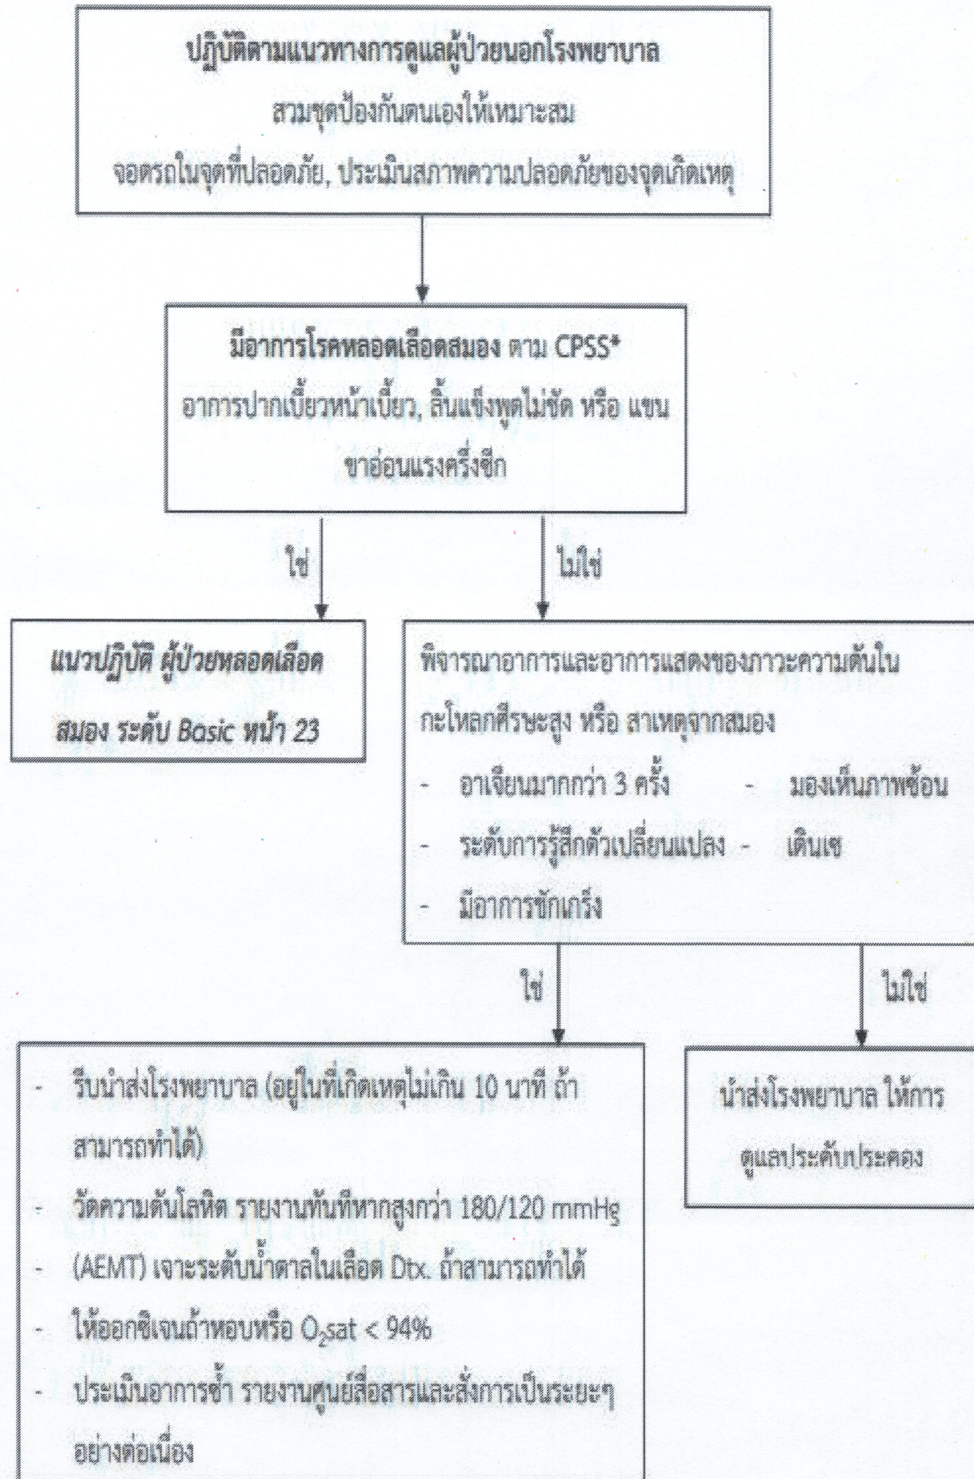 ปฏิบัติตามแนวทางการดูแลผู้ป่วยนอกโรงพยาบาล
สวมชุดป้องกันตนเองให้เหมาะสม
จอดรถในจุดที่ปลอดภัย, ประเมินสภาพความปลอดภัยของจุดเกิดเหตุ
มีอาการโรคหลอดเลือดสมอง ตาม CPSS*
อาการปากเบี้ยวหน้าเบี้ยว, ลิ้นแข็งพูดไม่ชัด หรือ แขน
ขาอ่อนแรงครึ่งซีก
ใช่
ไม่ใช่
แนวปฏิบัติ ผู้ป่วยหลอดเลือด
สมอง ระดับ Basic หน้า 23
พิจารณาอาการและอาการแสดงของภาวะความดันใน
กะโหลกศีรษะสูง หรือ สาเหตุจากสมอง
- อาเจียนมากกว่า 3 ครั้ง - มองเห็นภาพซ้อน
- ระดับการรู้สึกตัวเปลี่ยนแปลง - เดินเซ
- มีอาการชักเกร็ง
ใช่
ไม่ใช่
- รีบนำส่งโรงพยาบาล (อยู่ในที่เกิดเหตุไม่เกิน 10 นาที ถ้า
สามารถทำได้)
- วัดความดันโลหิต รายงานทันทีหากสูงกว่า 180/120 mmHg
- (AEMT) เจาะระดับน้ำตาลในเลือด Dtx. ถ้าสามารถทำได้
- ให้ออกซิเจนถ้าหอบหรือ O₂sat < 94%
- ประเมินอาการซ้ำ รายงานศูนย์สื่อสารและสั่งการเป็นระยะๆ
อย่างต่อเนื่อง
นำส่งโรงพยาบาล ให้การ
ดูแลประคับประคอง